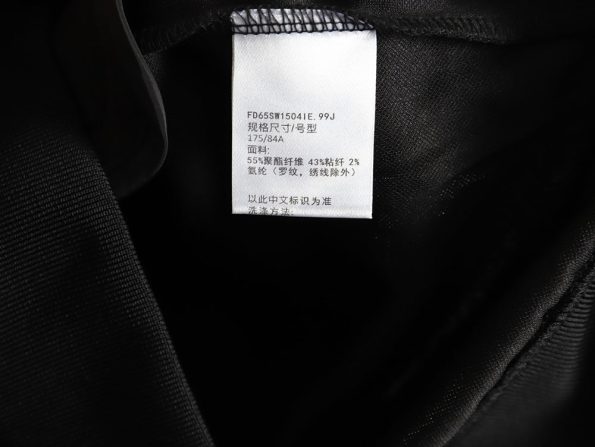 FD65SW1504IE.99J
规格尺寸/号型
175/84A
面料:
55%聚酯纤维 43%粘纤 2%
氨纶（罗纹，绣线除外）
以此中文标识为准
洗涤方法: